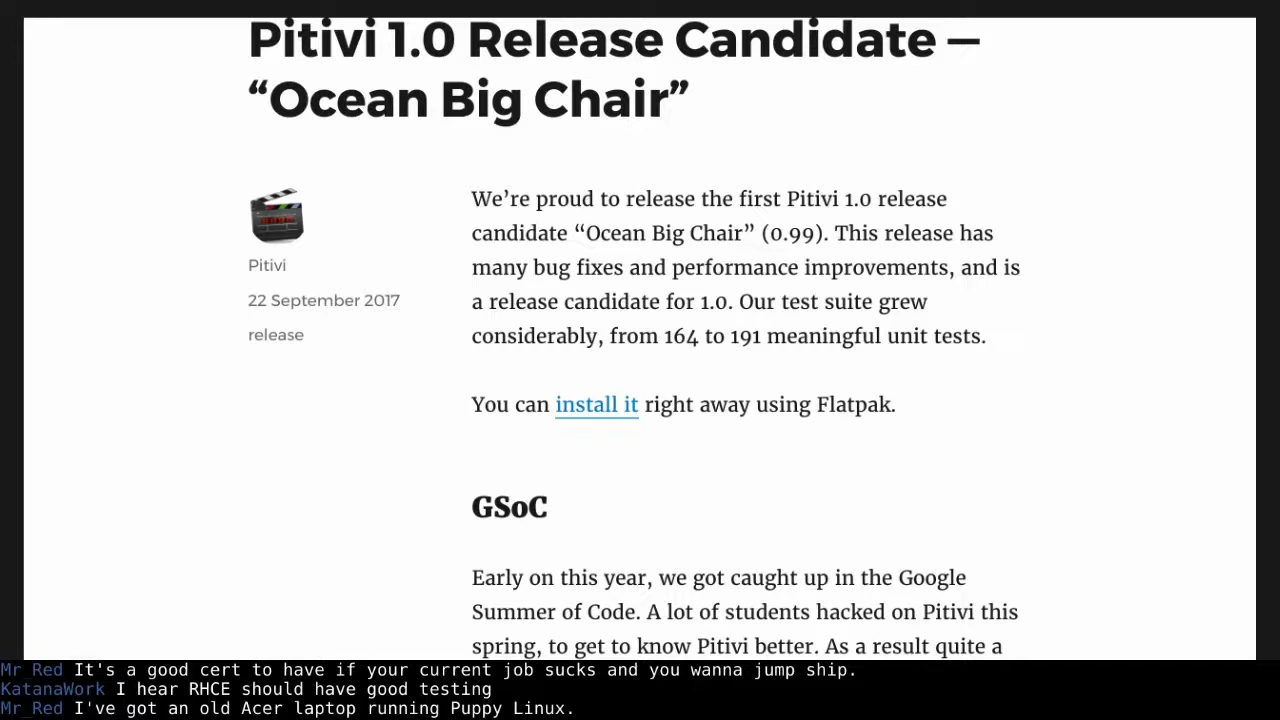 Pitivi 1.0 Release Candidate —
“Ocean Big Chair”
Pitivi
22 September 2017
release
We’re proud to release the first Pitivi 1.0 release
candidate “Ocean Big Chair” (0.99). This release has
many bug fixes and performance improvements, and is
a release candidate for 1.0. Our test suite grew
considerably, from 164 to 191 meaningful unit tests.
You can install it right away using Flatpak.
GSoC
Early on this year, we got caught up in the Google
Summer of Code. A lot of students hacked on Pitivi this
spring, to get to know Pitivi better. As a result quite a
Mr_Red It's a good cert to have if your current job sucks and you wanna jump ship.
KatanaWork I hear RHCE should have good testing
Mr_Red I've got an old Acer laptop running Puppy Linux.